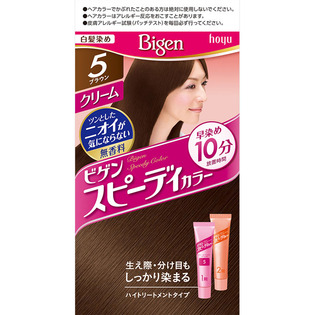 ●ヘアカラーでかぶれたことのある方は絶対に使用しないでください。
●ヘアカラーはアレルギー反応をおこすことがあります。
●皮膚アレルギー試験(パッチテスト)を毎回必ず行ってください。
白髪染め
Bigen
hoyu
5
ブラウン
クリーム
ツンとした
ニオイが
気にならない
無香料
Bigen
Speedy Color
早染め
10分
放置時間
ビゲン
スピーディカラー
生え際・分け目も
しっかり染まる
ハイトリートメントタイプ
5
1剤
2剤